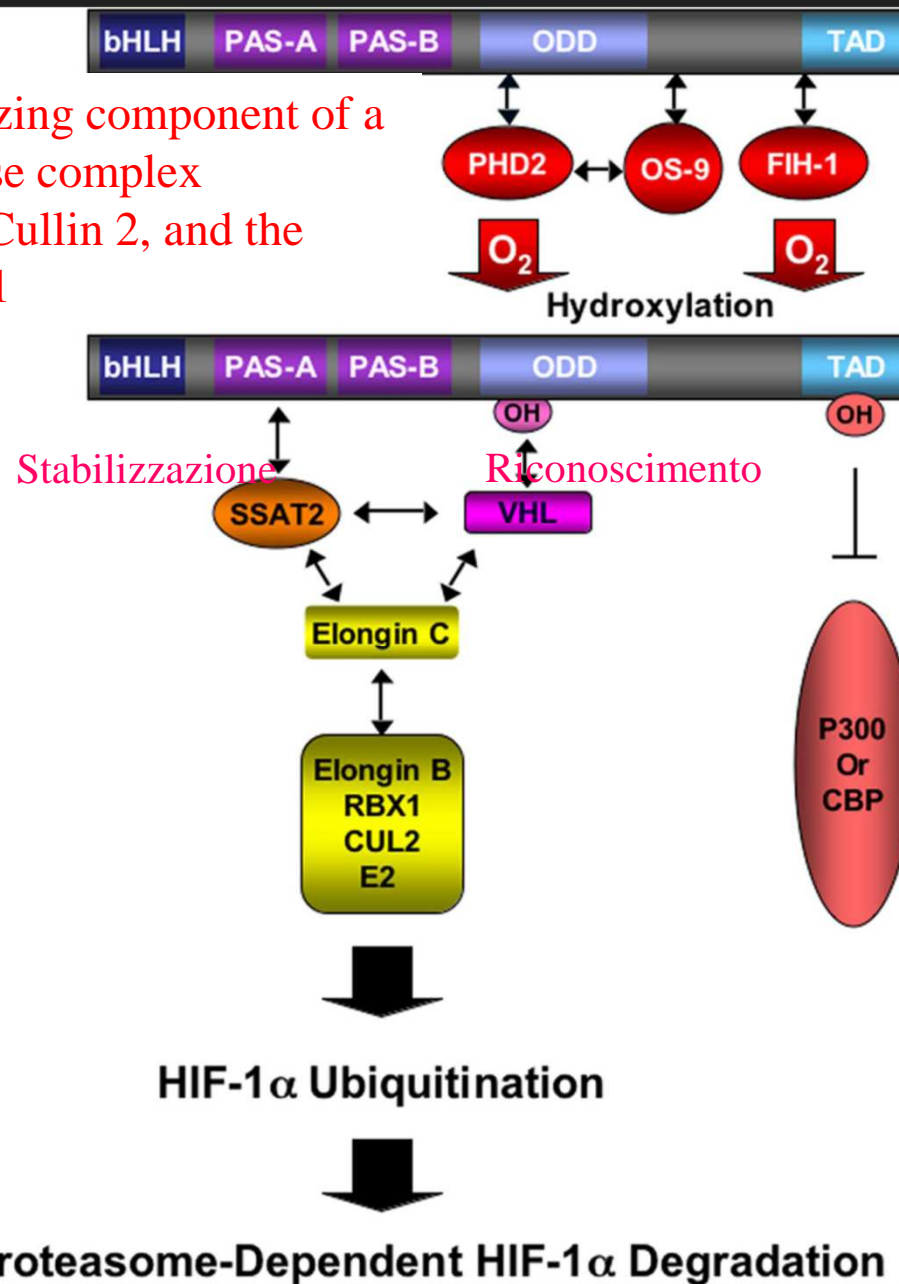 bHLH PAS-A PAS-B ODD TAD
zing component of a
se complex
Cullin 2, and the
PHD2 OS-9 FIH-1
O2 O2
Hydroxylation
bHLH PAS-A PAS-B ODD TAD
OH OH
Stabilizzazione Riconoscimento
SSAT2 VHL
Elongin C
Elongin B
RBX1
CUL2
E2
P300
Or
CBP
HIF-1α Ubiquitination
roteasome-Dependent HIF-1α Degradation